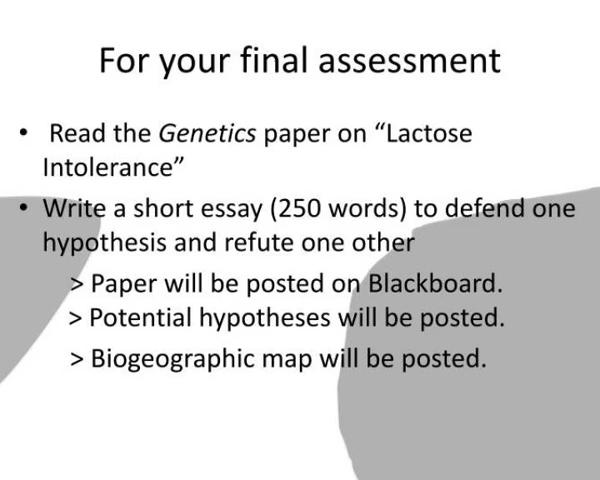 For your final assessment
• Read the Genetics paper on “Lactose
Intolerance”
• Write a short essay (250 words) to defend one
hypothesis and refute one other
> Paper will be posted on Blackboard.
> Potential hypotheses will be posted.
> Biogeographic map will be posted.